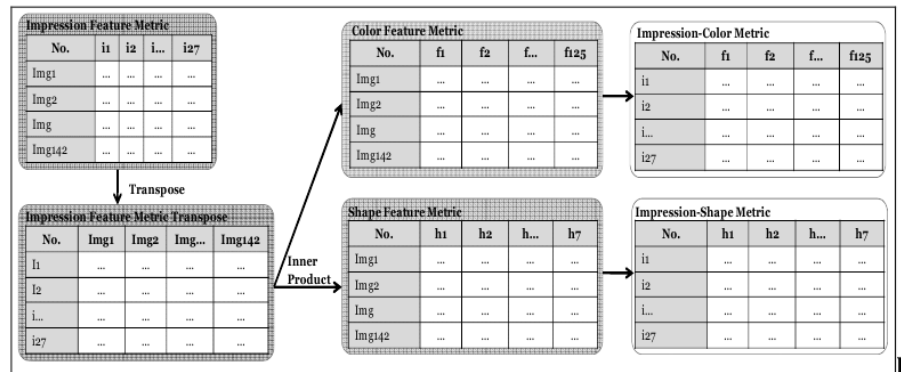 Impression Feature Metric
No. i1 i2 i... i27
Img1 ... ... ... ...
Img2 ... ... ... ...
Img ... ... ... ...
Img142 ... ... ... ...
Transpose
Impression Feature Metric Transpose
No. Img1 Img2 Img... Img142
I1 ... ... ... ...
I2 ... ... ... ...
i... ... ... ... ...
i27 ... ... ... ...
Inner
Product
Color Feature Metric
No. f1 f2 f... f125
Img1 ... ... ... ...
Img2 ... ... ... ...
Img ... ... ... ...
Img142 ... ... ... ...
Impression-Color Metric
No. f1 f2 f... f125
i1 ... ... ... ...
i2 ... ... ... ...
i... ... ... ... ...
i27 ... ... ... ...
Shape Feature Metric
No. h1 h2 h... h7
Img1 ... ... ... ...
Img2 ... ... ... ...
Img ... ... ... ...
Img142 ... ... ... ...
Impression-Shape Metric
No. h1 h2 h... h7
i1 ... ... ... ...
i2 ... ... ... ...
i... ... ... ... ...
i27 ... ... ... ...